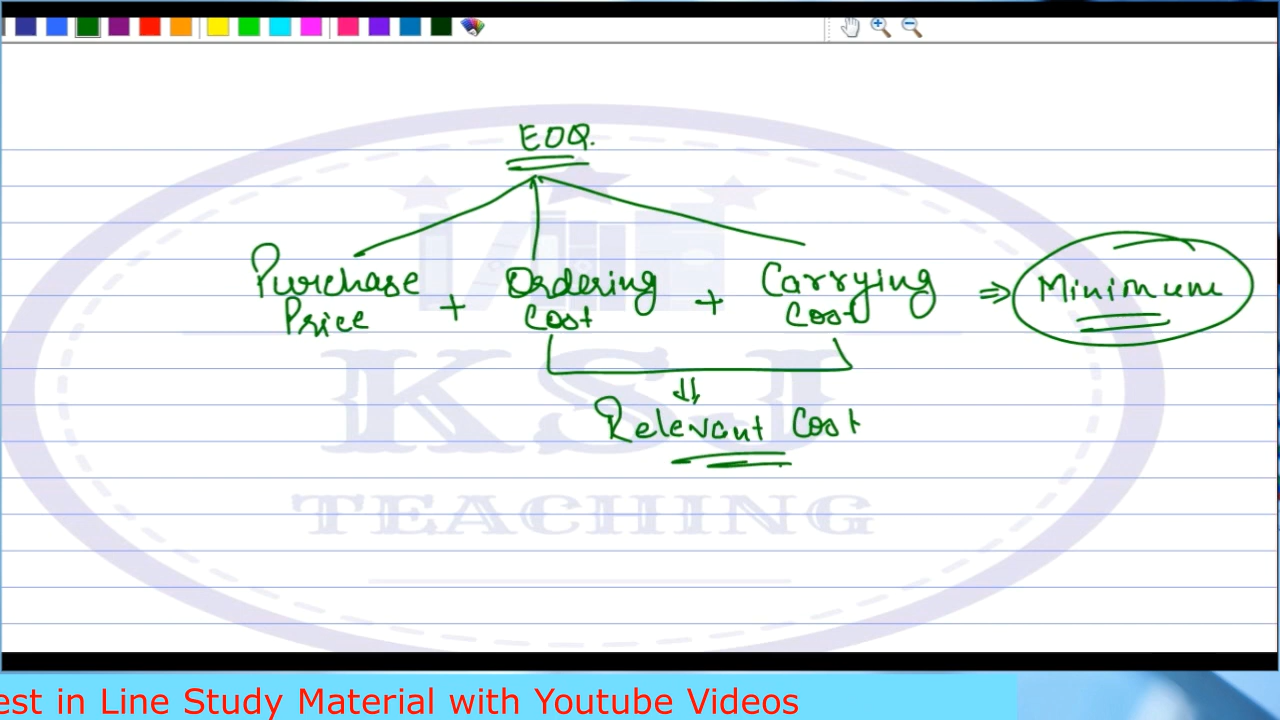 EOQ.
Purchase Price + Ordering Cost + Carrying Cost ⇒ Minimum
⇓
Relevant Cost
KSJ
TEACHING
est in Line Study Material with Youtube Videos